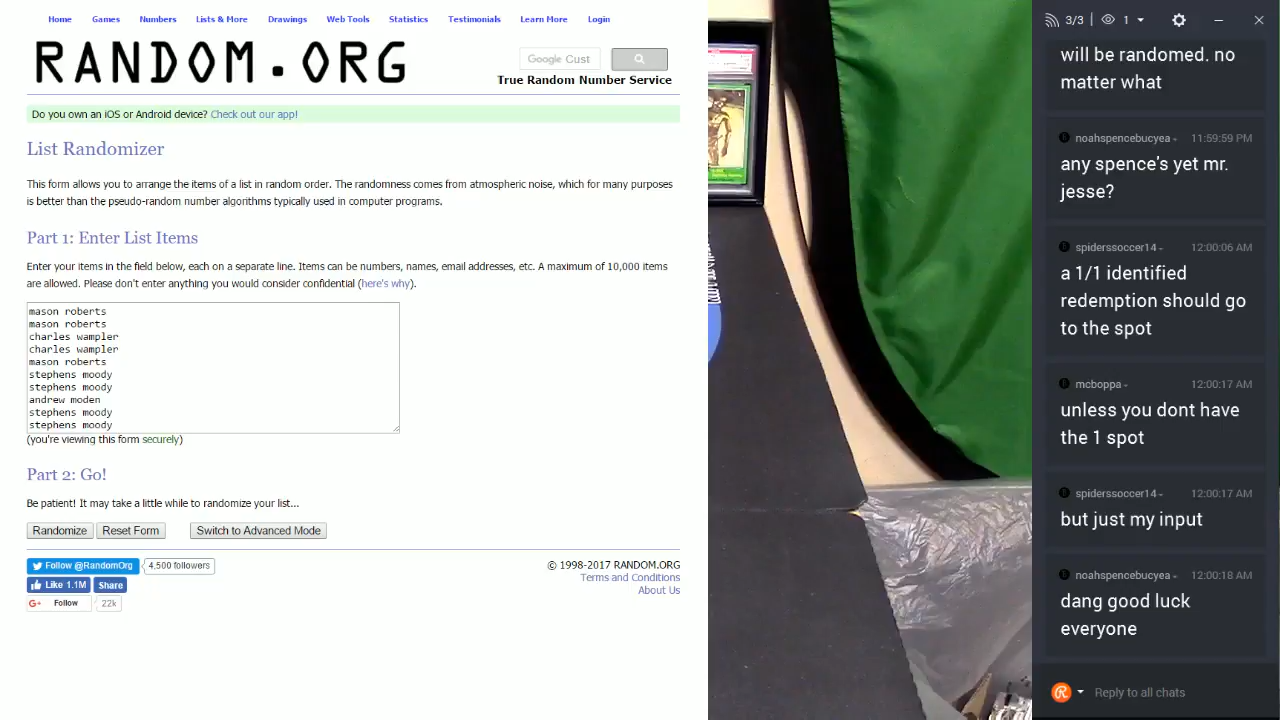 Home Games Numbers Lists & More Drawings Web Tools Statistics Testimonials Learn More Login
RANDOM.ORG
Google Cust
True Random Number Service
Do you own an iOS or Android device? Check out our app!
List Randomizer
This form allows you to arrange the items of a list in random order. The randomness comes from atmospheric noise, which for many purposes
is better than the pseudo-random number algorithms typically used in computer programs.
Part 1: Enter List Items
Enter your items in the field below, each on a separate line. Items can be numbers, names, email addresses, etc. A maximum of 10,000 items
are allowed. Please don't enter anything you would consider confidential (here's why).
mason roberts
mason roberts
charles wampler
charles wampler
mason roberts
stephens moody
stephens moody
andrew moden
stephens moody
stephens moody
(you're viewing this form securely)
Part 2: Go!
Be patient! It may take a little while to randomize your list...
Randomize Reset Form Switch to Advanced Mode
Follow @RandomOrg 4,500 followers
Like 1.1M Share
G+ Follow 22k
© 1998-2017 RANDOM.ORG
Terms and Conditions
About Us
3/3 | 1
will be randomed. no
matter what
noahspencebucyea 11:59:59 PM
any spence's yet mr.
jesse?
spiderssoccer14 12:00:06 AM
a 1/1 identified
redemption should go
to the spot
mcboppa 12:00:17 AM
unless you dont have
the 1 spot
spiderssoccer14 12:00:17 AM
but just my input
noahspencebucyea 12:00:18 AM
dang good luck
everyone
Reply to all chats